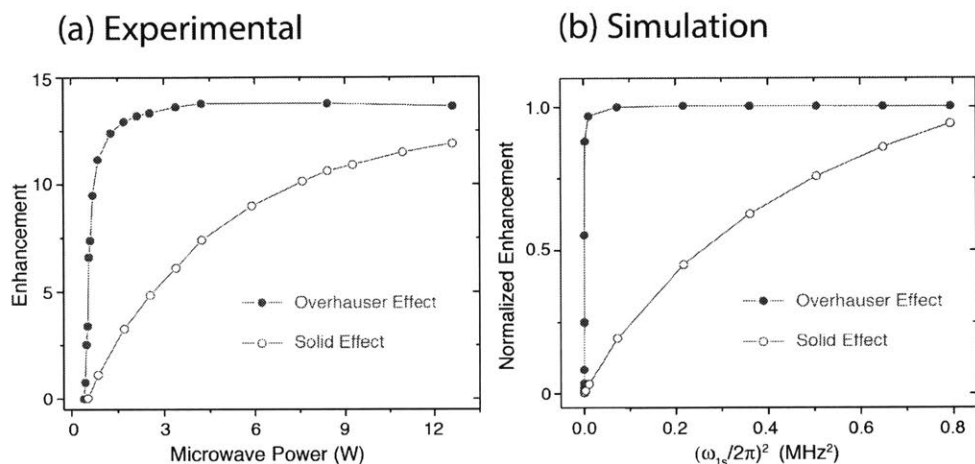 (a) Experimental
15
10
5
0
Enhancement
0 3 6 9 12
Microwave Power (W)
Overhauser Effect
Solid Effect
(b) Simulation
1.0
0.5
0
Normalized Enhancement
0.0 0.2 0.4 0.6 0.8
(ω1s/2π)² (MHz²)
Overhauser Effect
Solid Effect